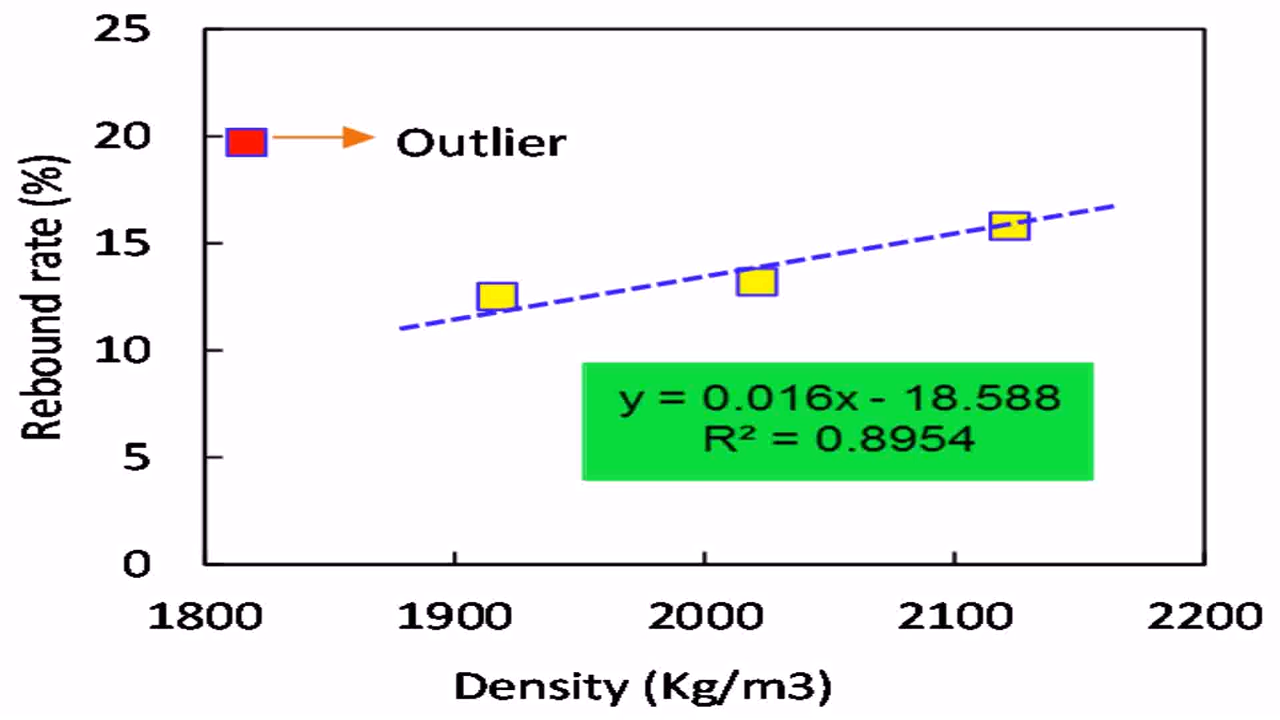 25
20
15
10
5
0
Rebound rate (%)
Outlier
y = 0.016x - 18.588
R² = 0.8954
1800 1900 2000 2100 2200
Density (Kg/m3)